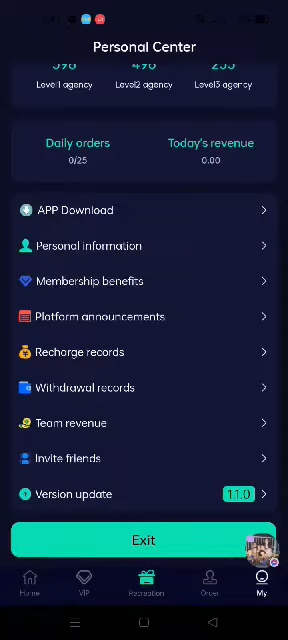 Personal Center
Level1 agency
Level2 agency
Level3 agency
Daily orders
Today's revenue
0/25
0.00
APP Download
Personal information
Membership benefits
Platform announcements
Recharge records
Withdrawal records
Team revenue
Invite friends
Version update
1.1.0
Exit
Home
VIP
Recreation
Order
My